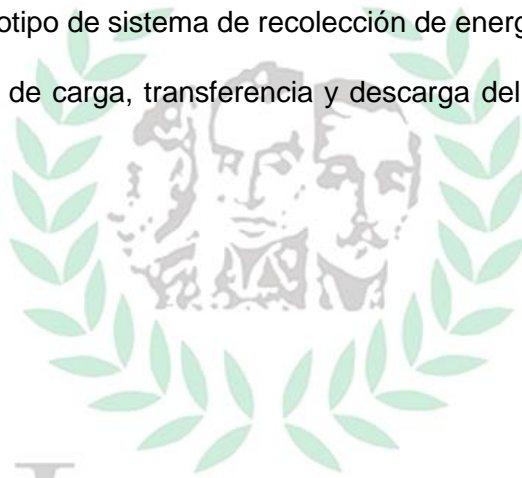 otipo de sistema de recolección de energ
de carga, transferencia y descarga del